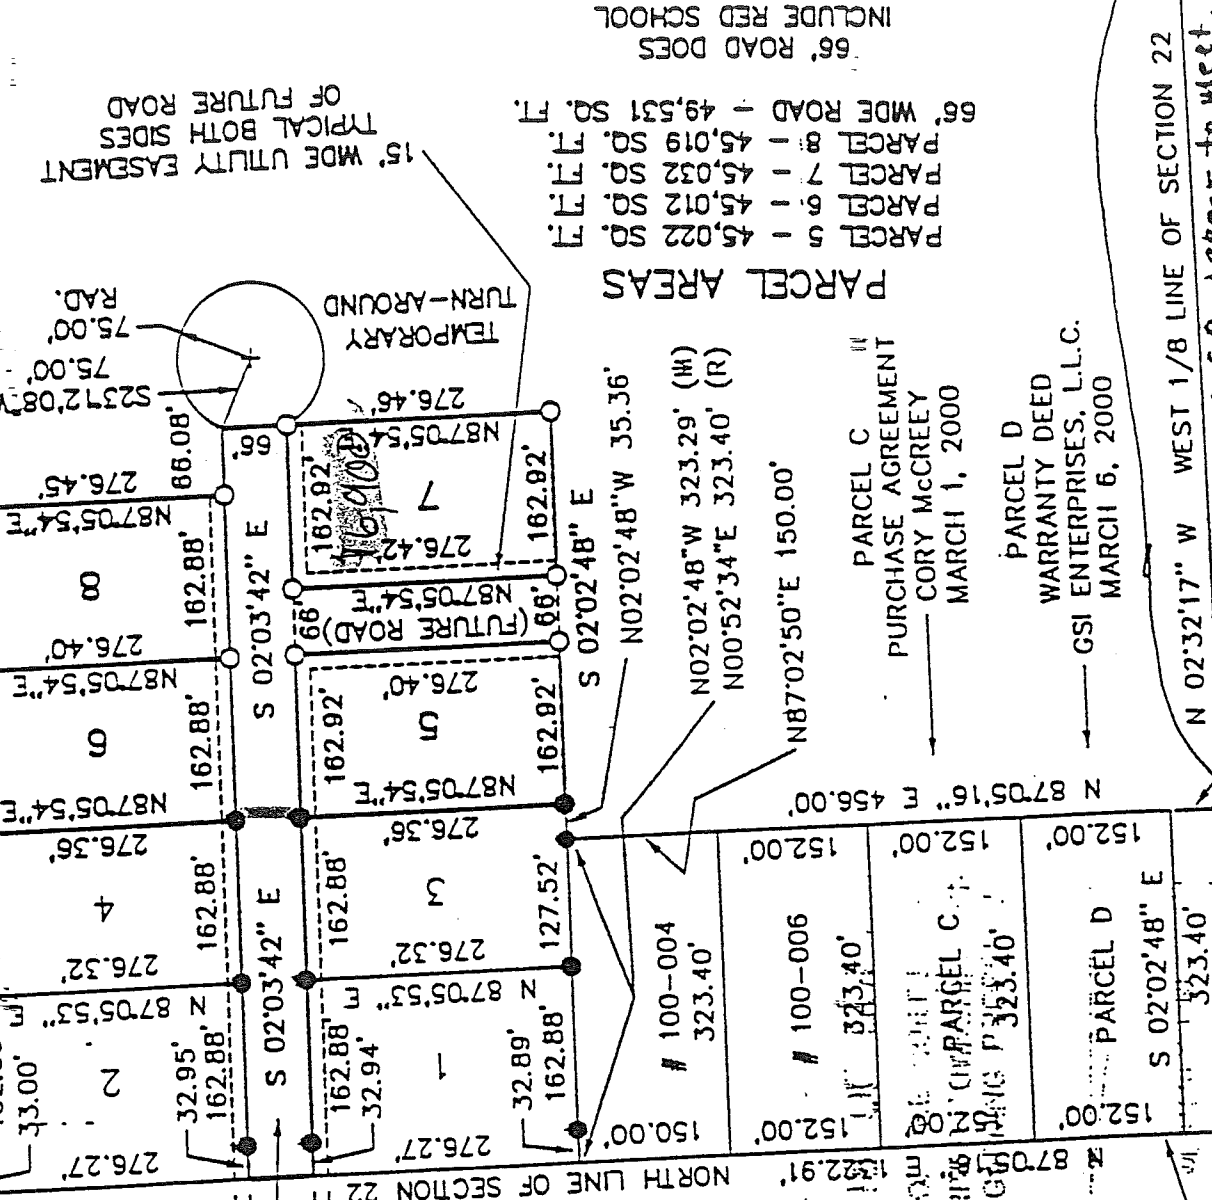 NORTH LINE OF SECTION 22
276.27'
276.27'
150.00'
152.00'
152.00'
152.00'
1322.91'
33.00'
32.95'
162.88'
162.88'
32.94'
32.89'
162.88'
2
1
S 02°03'42" E
N 87°05'53" E
N 87°05'53" E
276.32'
276.32'
4
3
162.88'
162.88'
127.52'
S 02°03'42" E
276.36'
276.36'
# 100-004
323.40'
# 100-006
323.40'
PARCEL C
323.40'
PARCEL D
S 02°02'48" E
323.40'
152.00'
152.00'
152.00'
N 87°05'16" E 456.00'
N87°05'54"E
N87°05'54"E
6
5
162.88'
162.92'
162.92'
276.40'
276.40'
(FUTURE ROAD)
66'
66'
N87°05'54"E
N87°05'54"E
8
7
162.88'
162.92'
162.92'
276.42'
S 02°02'48" E
N87°05'54"E
N87°05'54"
276.45'
276.46'
66.08'
66'
S23°12'08"W
75.00'
75.00'
RAD.
TEMPORARY
TURN-AROUND
N02°02'48"W 35.36'
N02°02'48"W 323.29' (M)
N00°52'34"E 323.40' (R)
N87°02'50"E 150.00'
PARCEL C
PURCHASE AGREEMENT
CORY McCREEY
MARCH 1, 2000
PARCEL D
WARRANTY DEED
GSI ENTERPRISES, L.L.C.
MARCH 6, 2000
N 02°32'17" W WEST 1/8 LINE OF SECTION 22
to meet
PARCEL AREAS
PARCEL 5 - 45,022 SQ. FT.
PARCEL 6 - 45,012 SQ. FT.
PARCEL 7 - 45,032 SQ. FT.
PARCEL 8 - 45,019 SQ. FT.
66' WIDE ROAD - 49,531 SQ. FT.
66' ROAD DOES
INCLUDE RED SCHOOL
15' WIDE UTILITY EASEMENT
TYPICAL BOTH SIDES
OF FUTURE ROAD